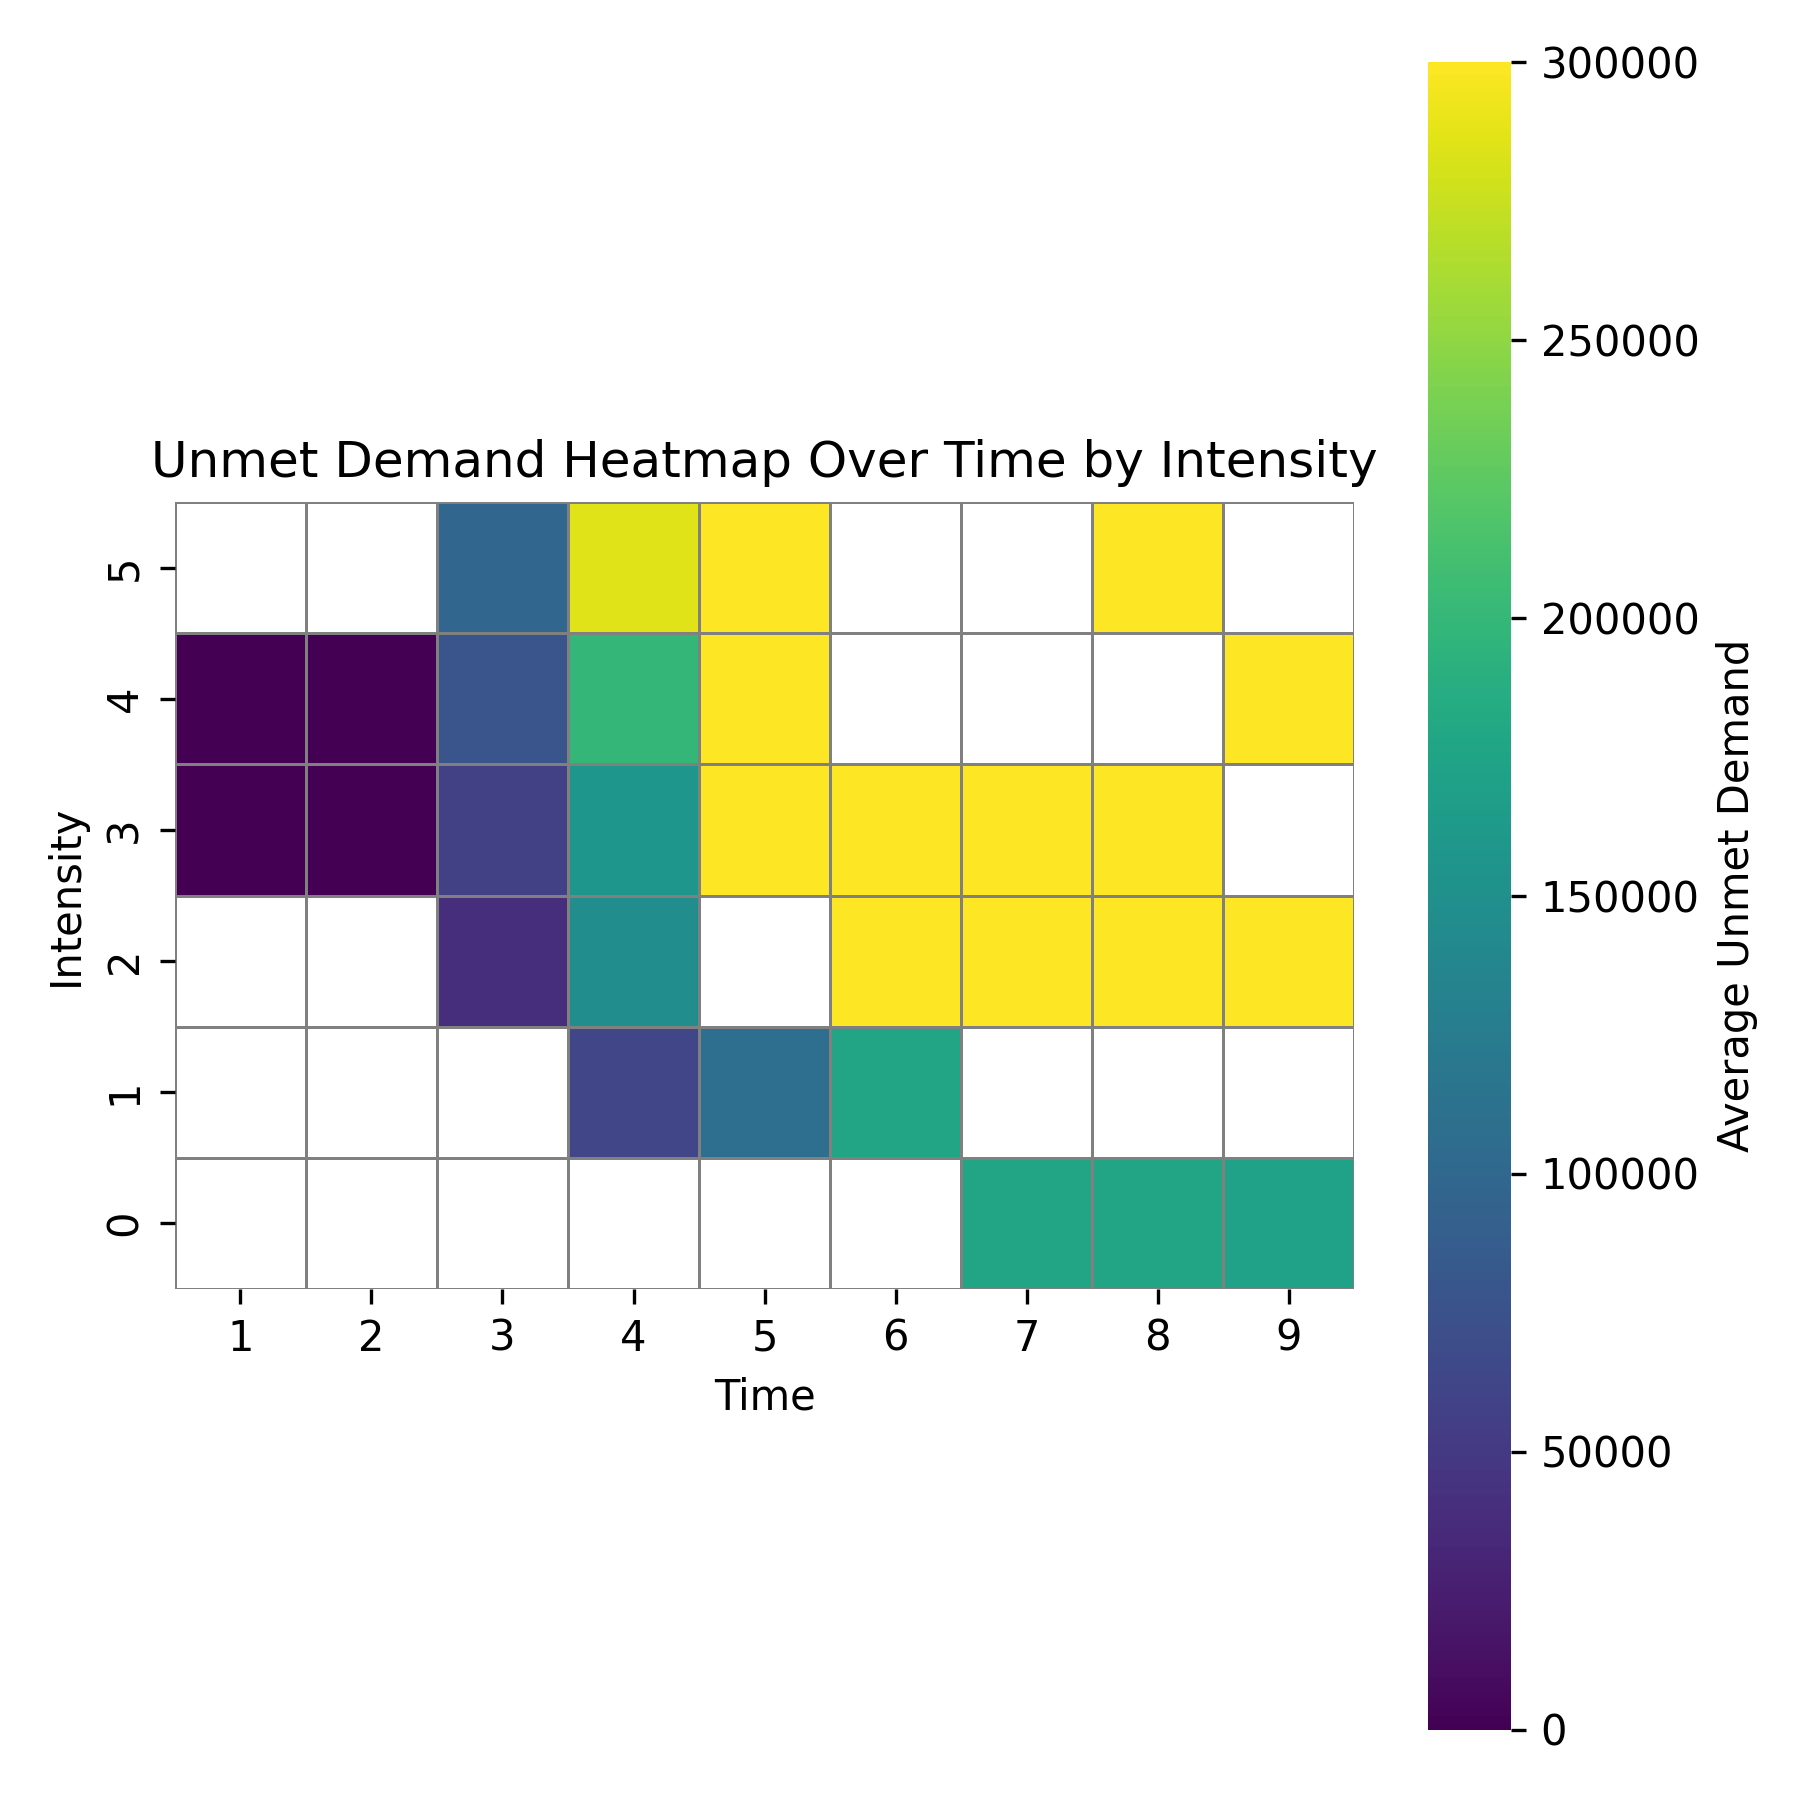 Unmet Demand Heatmap Over Time by Intensity
Intensity
5
4
3
2
1
0
1 2 3 4 5 6 7 8 9
Time
300000
250000
200000
150000
100000
50000
0
Average Unmet Demand